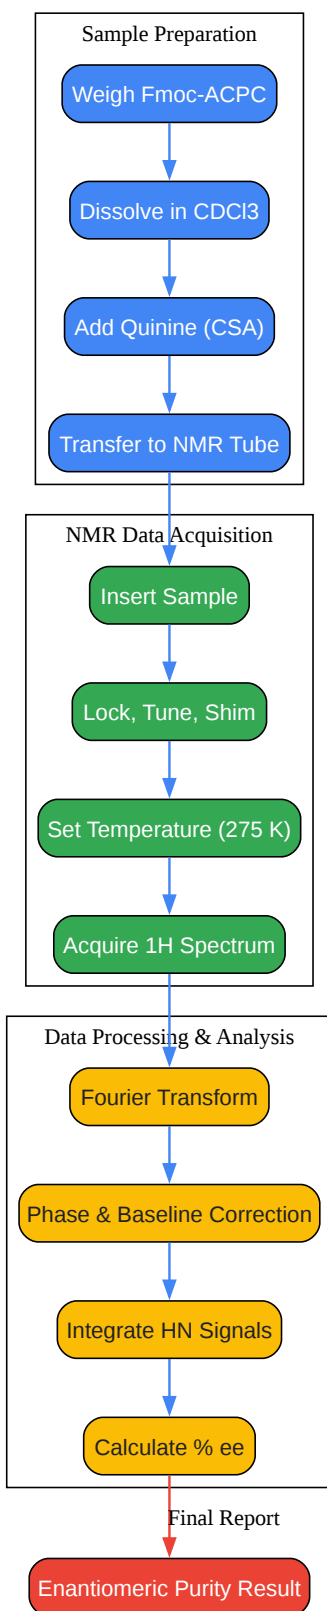 Sample Preparation
Weigh Fmoc-ACPC
Dissolve in CDCl3
Add Quinine (CSA)
Transfer to NMR Tube
NMR Data Acquisition
Insert Sample
Lock, Tune, Shim
Set Temperature (275 K)
Acquire 1H Spectrum
Data Processing & Analysis
Fourier Transform
Phase & Baseline Correction
Integrate HN Signals
Calculate % ee
Final Report
Enantiomeric Purity Result